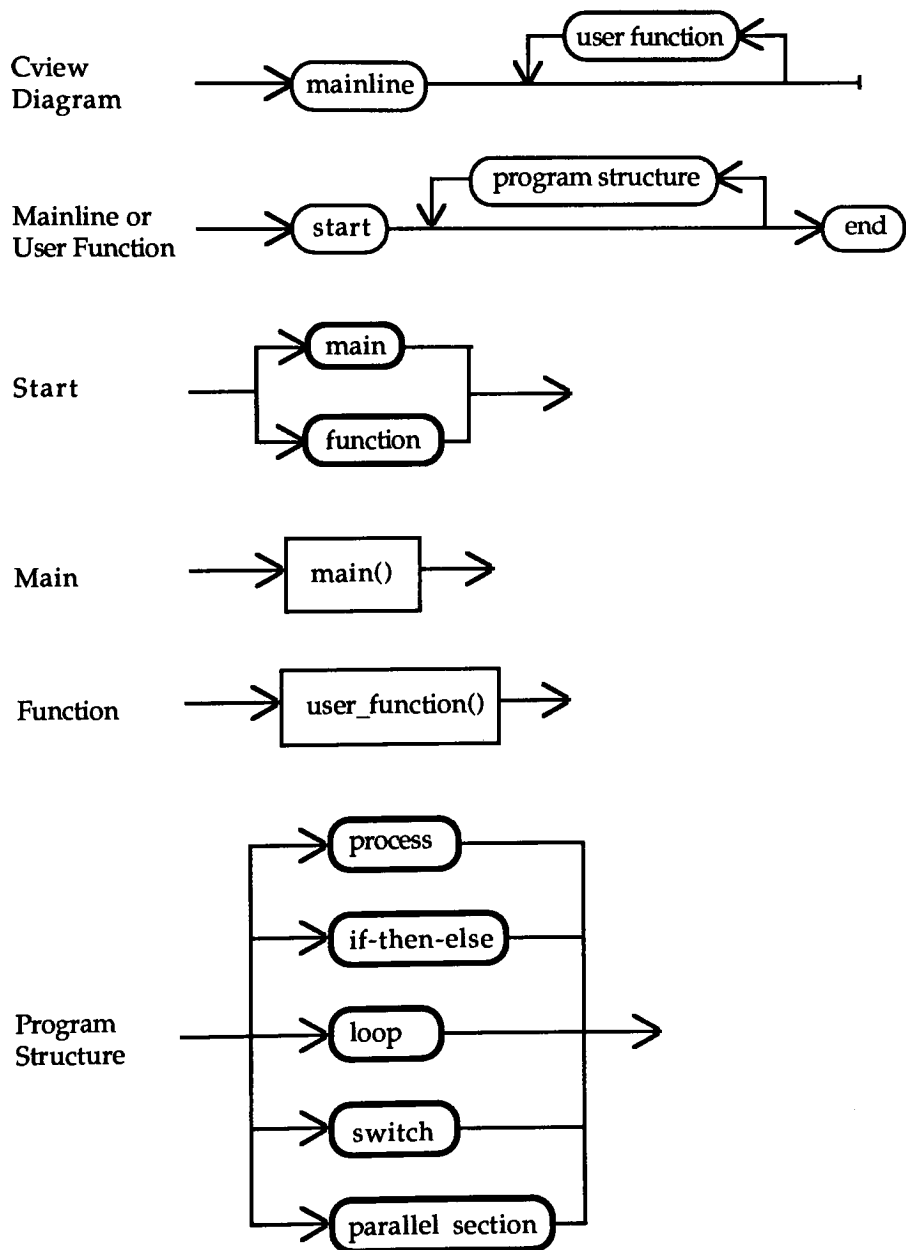 user function
Cview
Diagram
mainline
program structure
Mainline or
User Function
start
end
main
Start
function
Main
main()
Function
user_function()
process
if-then-else
Program
Structure
loop
switch
parallel section